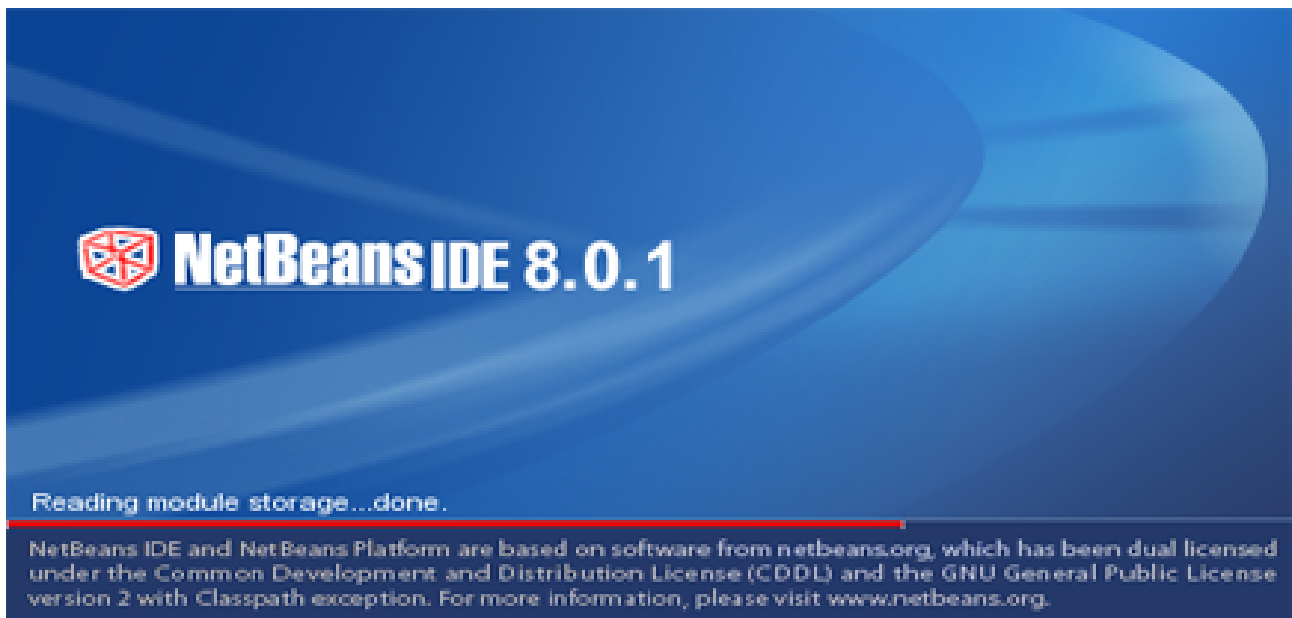 NetBeans IDE 8.0.1
Reading module storage...done.
NetBeans IDE and NetBeans Platform are based on software from netbeans.org, which has been dual licensed
under the Common Development and Distribution License (CDDL) and the GNU General Public License
version 2 with Classpath exception. For more information, please visit www.netbeans.org.